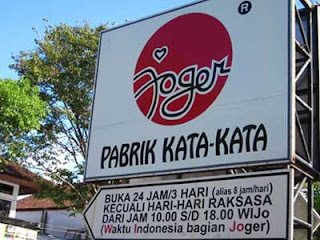 ®
Joger
PABRIK KATA-KATA
BUKA 24 JAM/3 HARI (alias 8 jam/hari)
KECUALI HARI-HARI RAKSASA
DARI JAM 10.00 S/D 18.00 WIJo
(Waktu Indonesia bagian Joger)